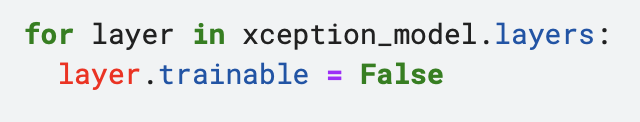 for layer in xception_model.layers:
  layer.trainable = False